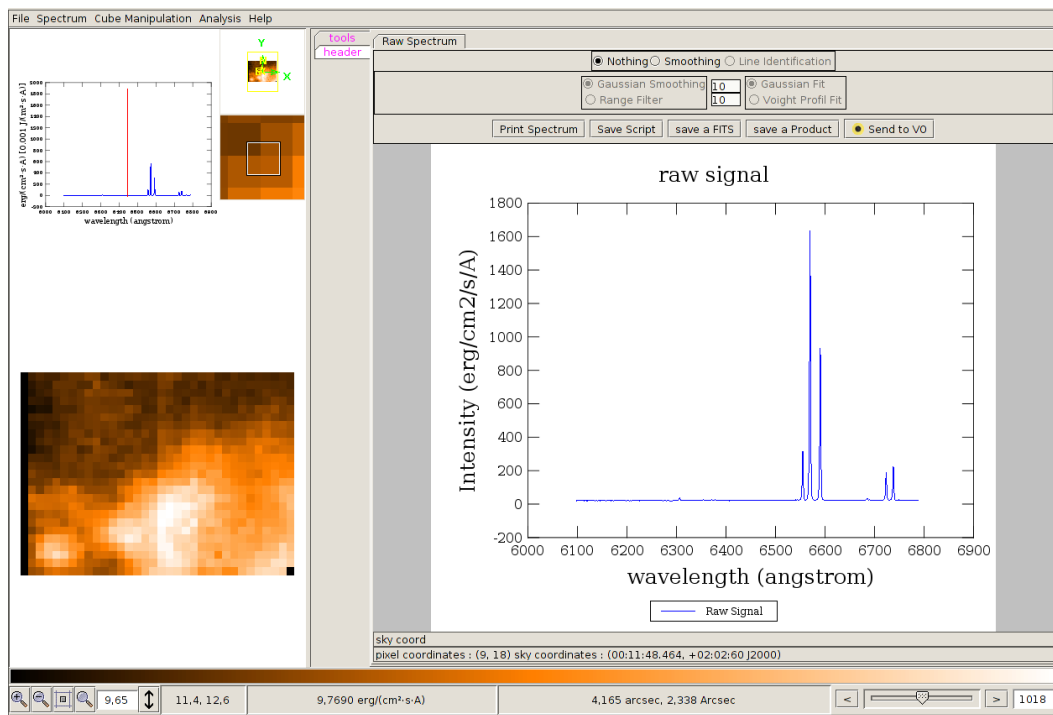 File Spectrum Cube Manipulation Analysis Help
tools
header
Raw Spectrum
Nothing Smoothing Line Identification
Gaussian Smoothing 10 Gaussian Fit
Range Filter 10 Voight Profil Fit
Print Spectrum Save Script save a FITS save a Product Send to VO
Y
X
erg/(cm²·s·A) [0.001 J/(m²·s·A)]
wavelength (angstrom)
raw signal
Intensity (erg/cm2/s/A)
1800
1600
1400
1200
1000
800
600
400
200
0
-200
6000 6100 6200 6300 6400 6500 6600 6700 6800 6900
wavelength (angstrom)
Raw Signal
sky coord
pixel coordinates : (9, 18) sky coordinates : (00:11:48.464, +02:02:60 J2000)
9,65 11,4, 12,6 9,7690 erg/(cm²·s·A) 4,165 arcsec, 2,338 Arcsec < > 1018